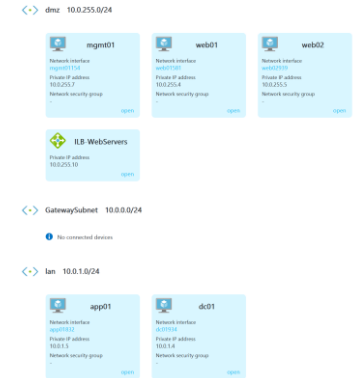 dmz 10.0.255.0/24
mgmt01 web01 web02
Network interface Network interface Network interface
mgmt01154 web01501 web02939
Private IP address Private IP address Private IP address
10.0.255.7 10.0.255.4 10.0.255.5
Network security group Network security group Network security group
- - -
open open open
ILB-WebServers
Private IP address
10.0.255.10
open
GatewaySubnet 10.0.0.0/24
No connected devices
lan 10.0.1.0/24
app01 dc01
Network interface Network interface
app01932 dc01934
Private IP address Private IP address
10.0.1.5 10.0.1.4
Network security group Network security group
- -
open open